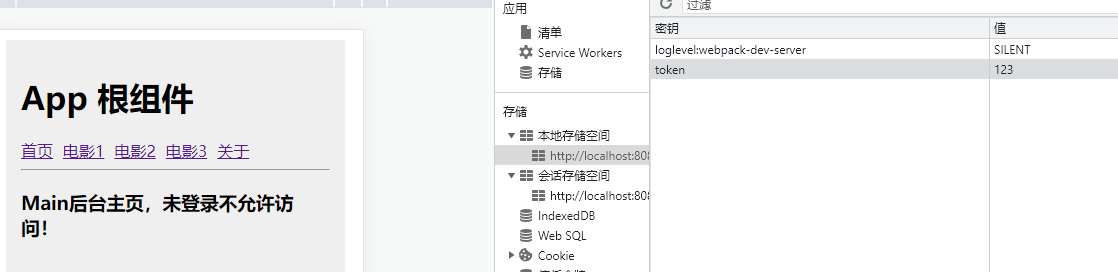 App 根组件
首页 电影1 电影2 电影3 关于
Main后台主页，未登录不允许访
问！
应用
清单
Service Workers
存储
存储
本地存储空间
http://localhost:808
会话存储空间
http://localhost:808
IndexedDB
Web SQL
Cookie
过滤
密钥 值
loglevel:webpack-dev-server SILENT
token 123